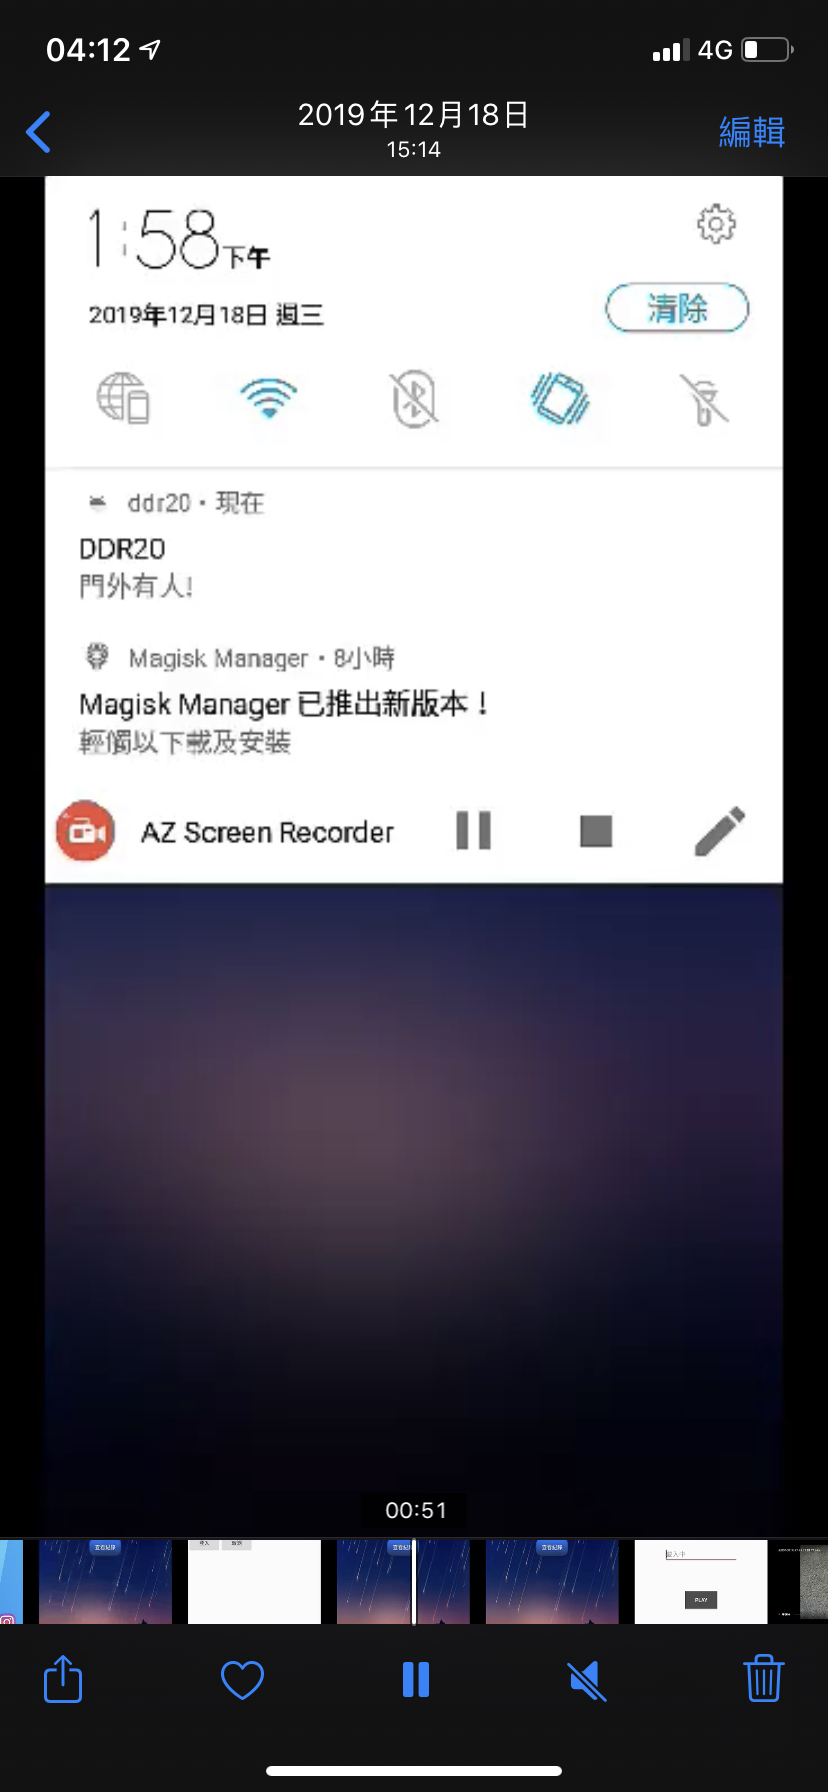 04:12
4G
2019年12月18日
15:14
編輯
1:58下午
2019年12月18日 週三
清除
ddr20・現在
DDR20
門外有人!
Magisk Manager・8小時
Magisk Manager 已推出新版本！
輕觸以下載及安裝
AZ Screen Recorder
00:51
PLAY